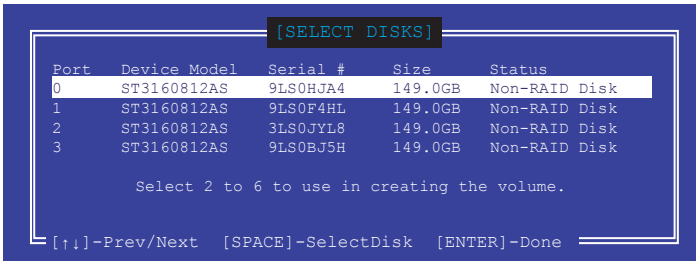 [SELECT DISKS]
Port Device Model Serial # Size Status
0 ST3160812AS 9LS0HJA4 149.0GB Non-RAID Disk
1 ST3160812AS 9LS0F4HL 149.0GB Non-RAID Disk
2 ST3160812AS 3LS0JYL8 149.0GB Non-RAID Disk
3 ST3160812AS 9LS0BJ5H 149.0GB Non-RAID Disk
Select 2 to 6 to use in creating the volume.
[↑↓]-Prev/Next [SPACE]-SelectDisk [ENTER]-Done